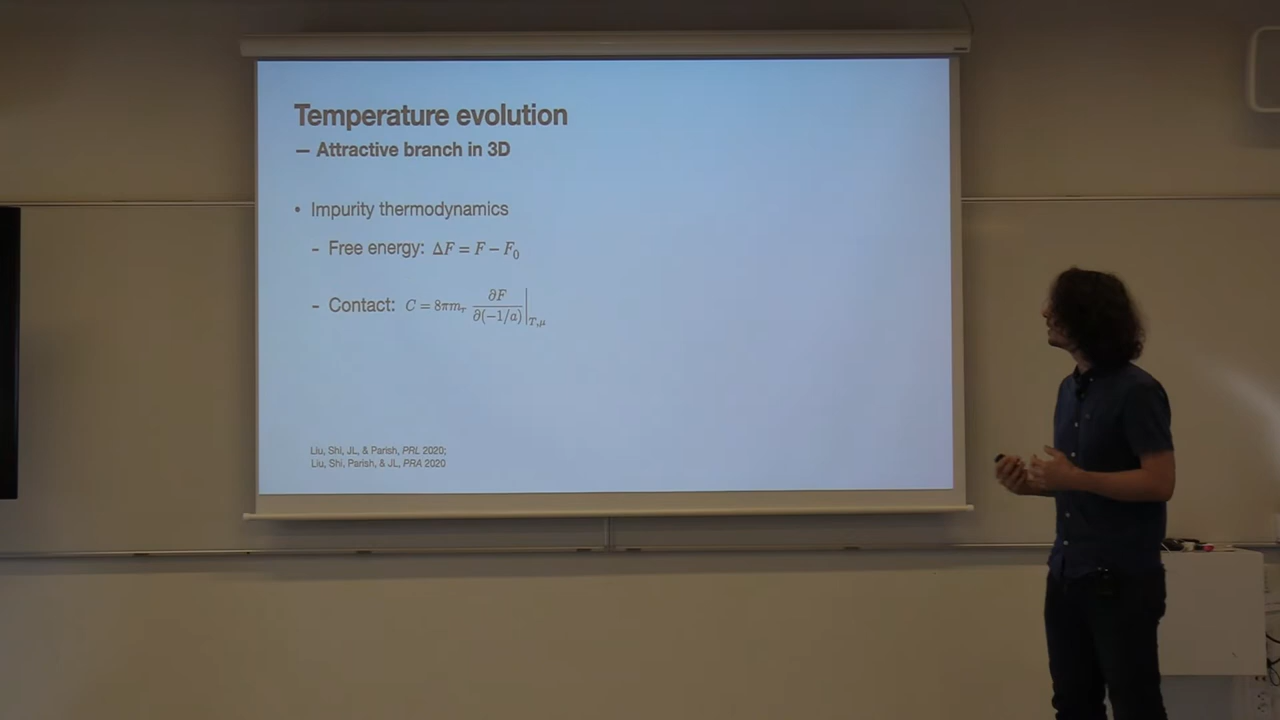 Temperature evolution
— Attractive branch in 3D
• Impurity thermodynamics
- Free energy: ΔF = F − F₀
- Contact: C = 8πmᵣ ∂F/∂(−1/a)|T,μ
Liu, Shi, JL, & Parish, PRL 2020;
Liu, Shi, Parish, & JL, PRA 2020